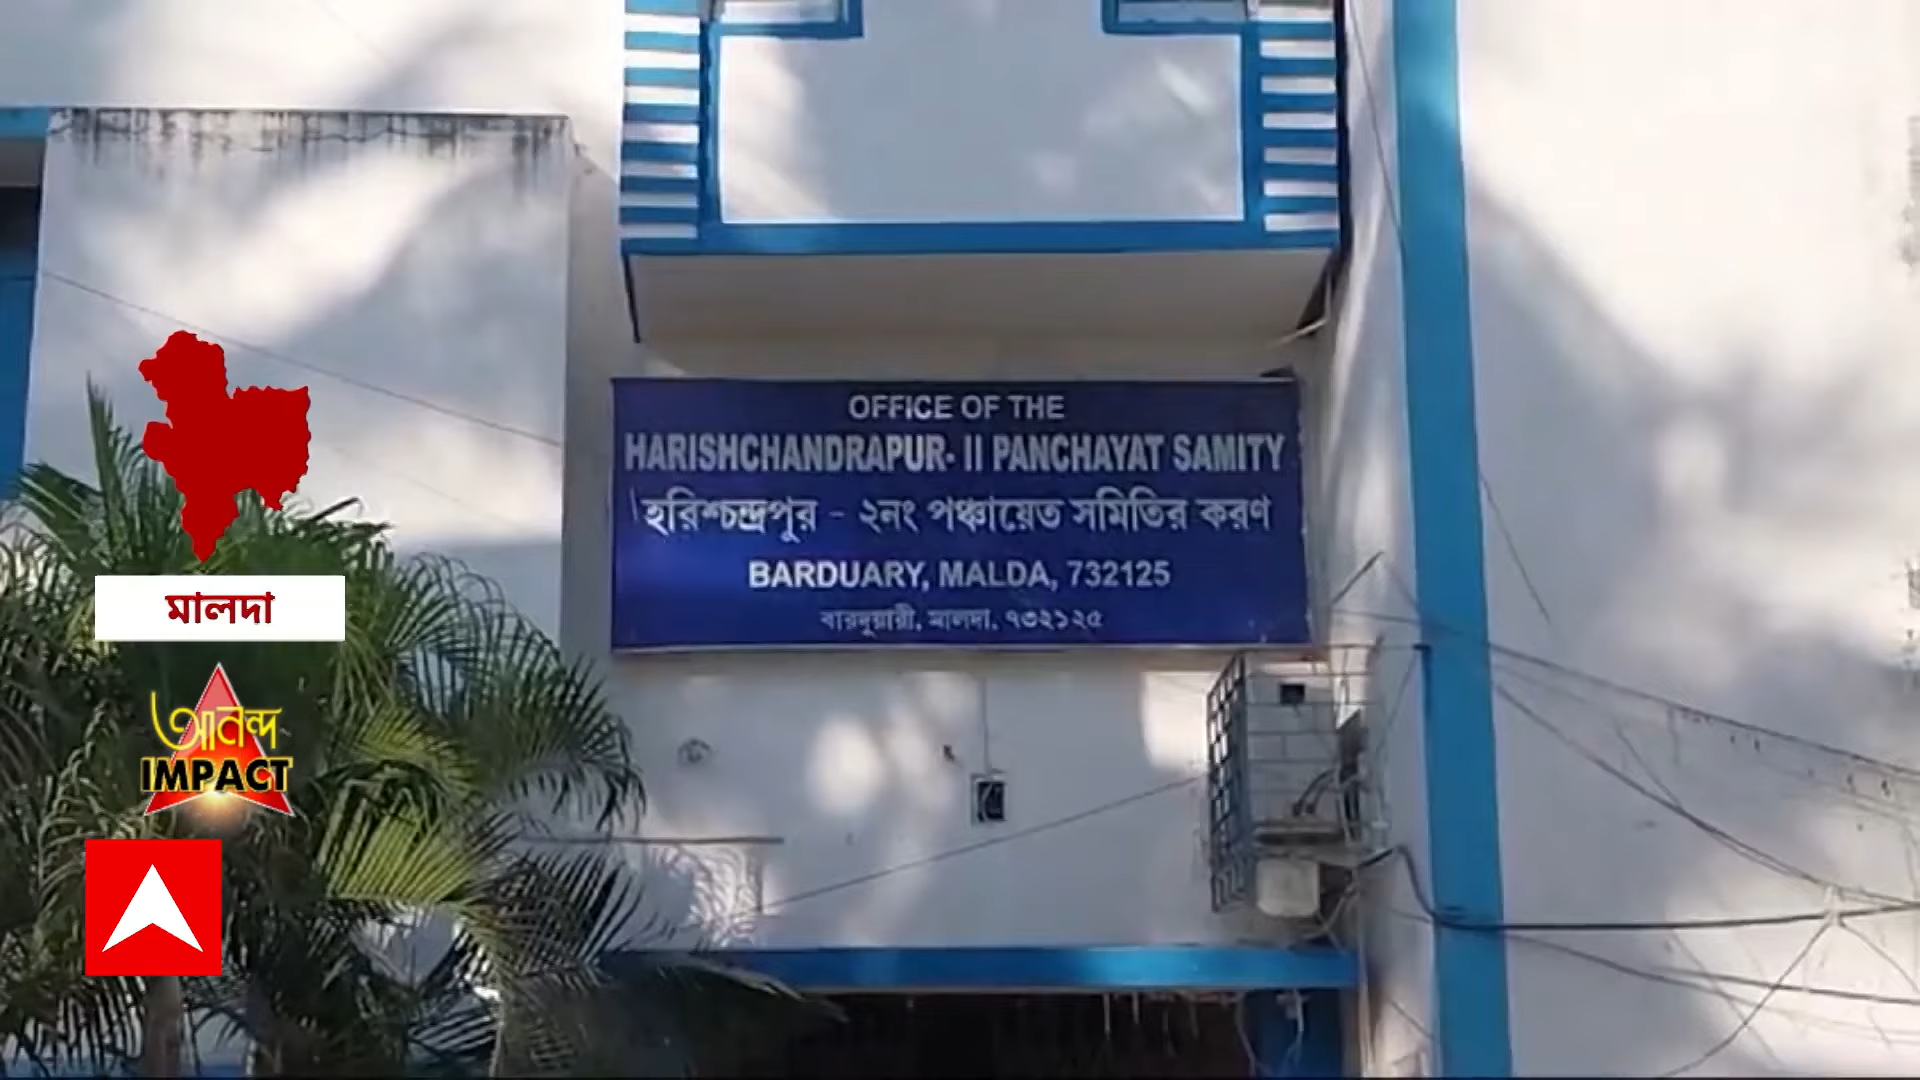 OFFICE OF THE
HARISHCHANDRAPUR- II PANCHAYAT SAMITY
হরিশ্চন্দ্রপুর - ২নং পঞ্চায়েত সমিতির করণ
BARDUARY, MALDA, 732125
বারদুয়ারী, মালদা, ৭৩২১২৫
মালদা
আনন্দ
IMPACT